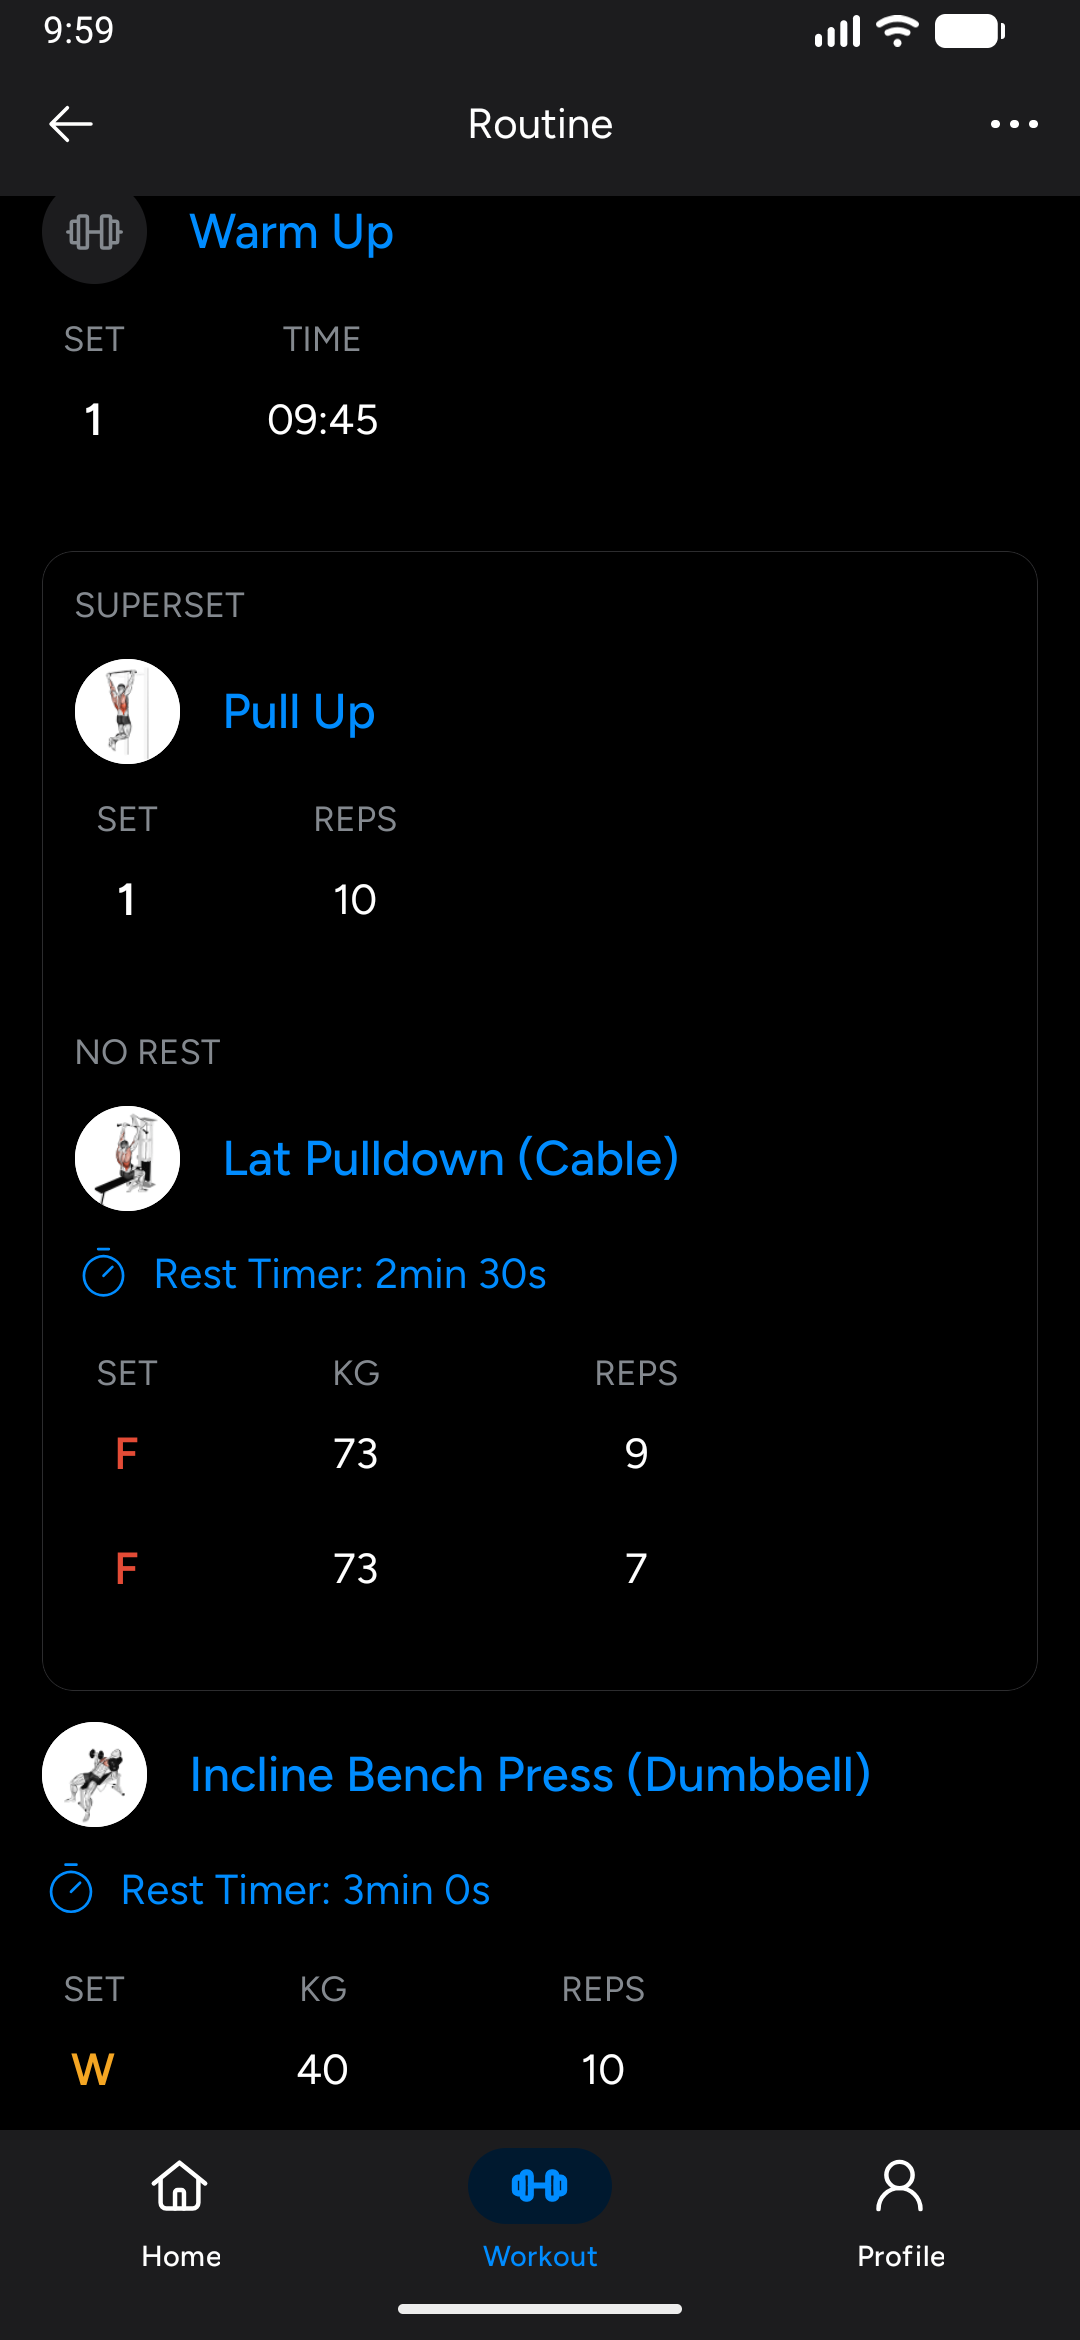 9:59
Routine
Warm Up
SET TIME
1 09:45
SUPERSET
Pull Up
SET REPS
1 10
NO REST
Lat Pulldown (Cable)
Rest Timer: 2min 30s
SET KG REPS
F 73 9
F 73 7
Incline Bench Press (Dumbbell)
Rest Timer: 3min 0s
SET KG REPS
W 40 10
Home Workout Profile